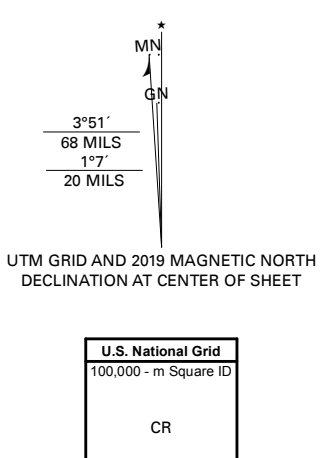 ★
MN
GN
3°51´
68 MILS
1°7´
20 MILS
UTM GRID AND 2019 MAGNETIC NORTH
DECLINATION AT CENTER OF SHEET
U.S. National Grid
100,000 - m Square ID
CR